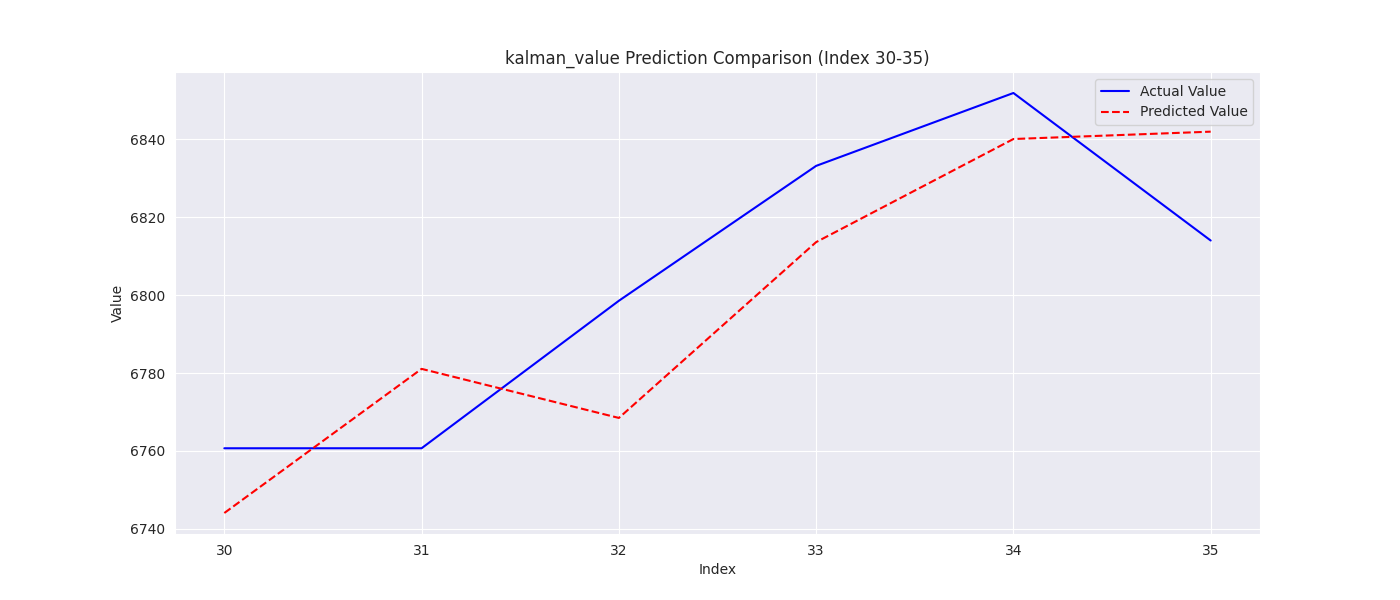 kalman_value Prediction Comparison (Index 30-35)
Actual Value
Predicted Value
6840
6820
6800
6780
6760
6740
Value
30 31 32 33 34 35
Index